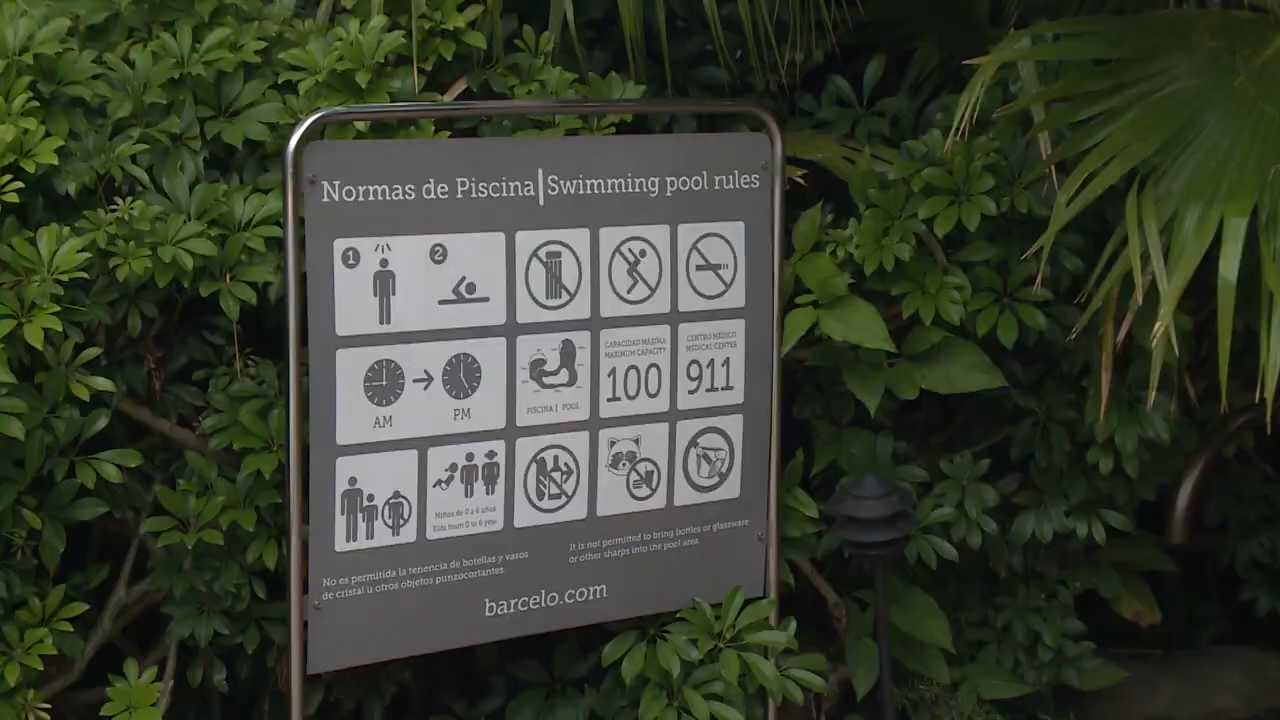 Normas de Piscina | Swimming pool rules
1 2
CAPACIDAD MÁXIMA
MAXIMUM CAPACITY
100
CENTRO MÉDICO
MEDICAL CENTER
911
AM PM
PISCINA | POOL
Niños de 0 a 6 años
Kids from 0 to 6 you
No es permitida la tenencia de botellas y vasos
de cristal u otros objetos punzocortantes.
It is not permitted to bring bottles or glassware
or other sharps into the pool area.
barcelo.com